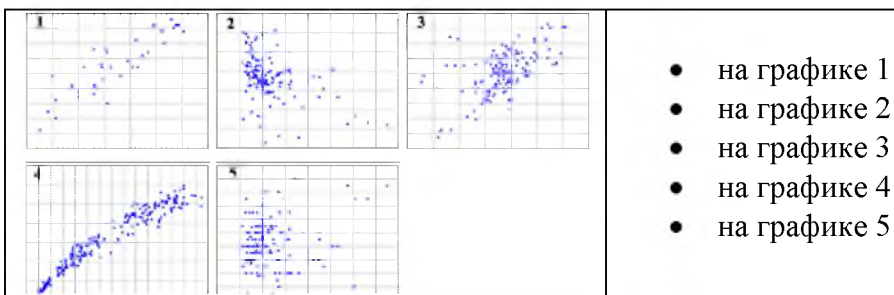 1
2
3
4
5
• на графике 1
• на графике 2
• на графике 3
• на графике 4
• на графике 5